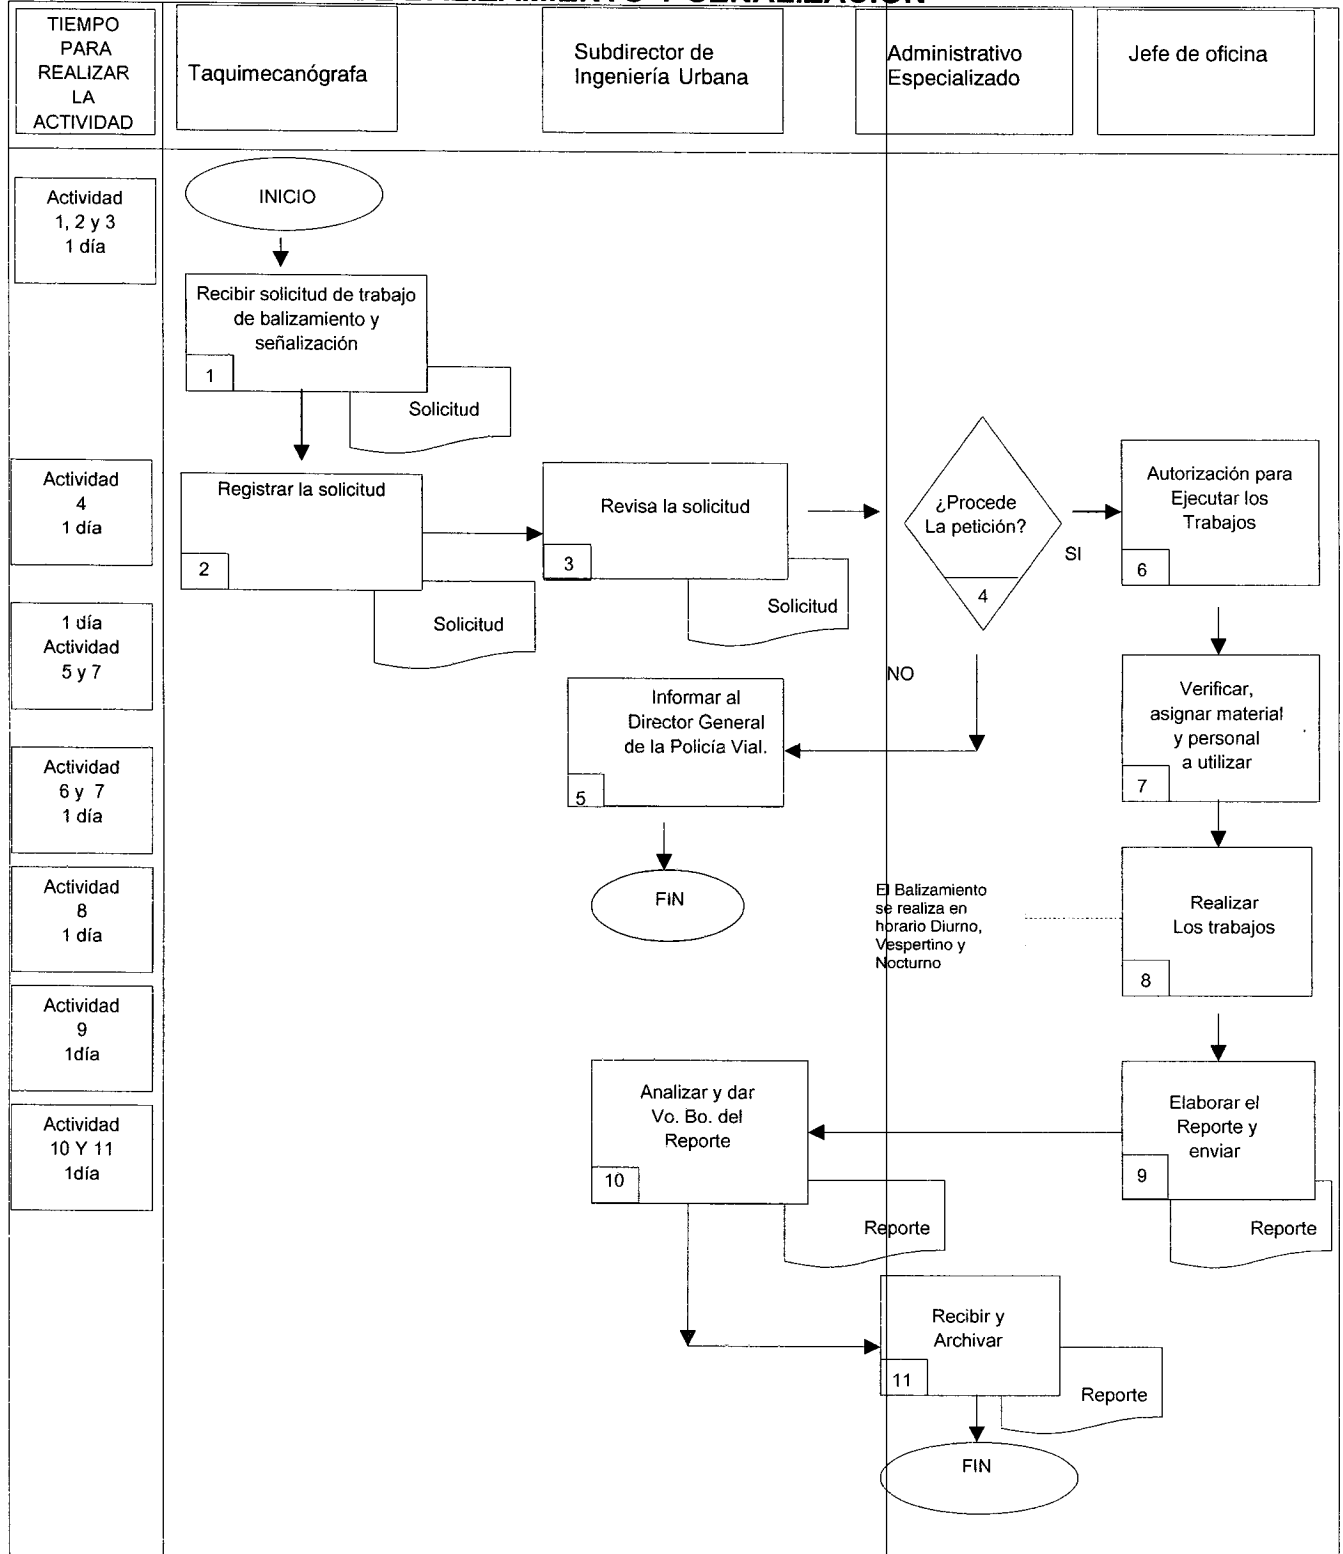 TIEMPO
PARA
REALIZAR
LA
ACTIVIDAD
Taquimecanógrafa
Subdirector de
Ingeniería Urbana
Administrativo
Especializado
Jefe de oficina
Actividad
1, 2 y 3
1 día
INICIO
Recibir solicitud de trabajo
de balizamiento y
señalización
1
Solicitud
Actividad
4
1 día
Registrar la solicitud
2
Solicitud
Revisa la solicitud
3
Solicitud
¿Procede
La petición?
4
SI
NO
Autorización para
Ejecutar los
Trabajos
6
1 día
Actividad
5 y 7
Informar al
Director General
de la Policía Vial.
5
Verificar,
asignar material
y personal
a utilizar
7
Actividad
6 y 7
1 día
FIN
Actividad
8
1 día
El Balizamiento
se realiza en
horario Diurno,
Vespertino y
Nocturno
Realizar
Los trabajos
8
Actividad
9
1día
Analizar y dar
Vo. Bo. del
Reporte
10
Reporte
Elaborar el
Reporte y
enviar
9
Reporte
Actividad
10 Y 11
1día
Recibir y
Archivar
11
Reporte
FIN